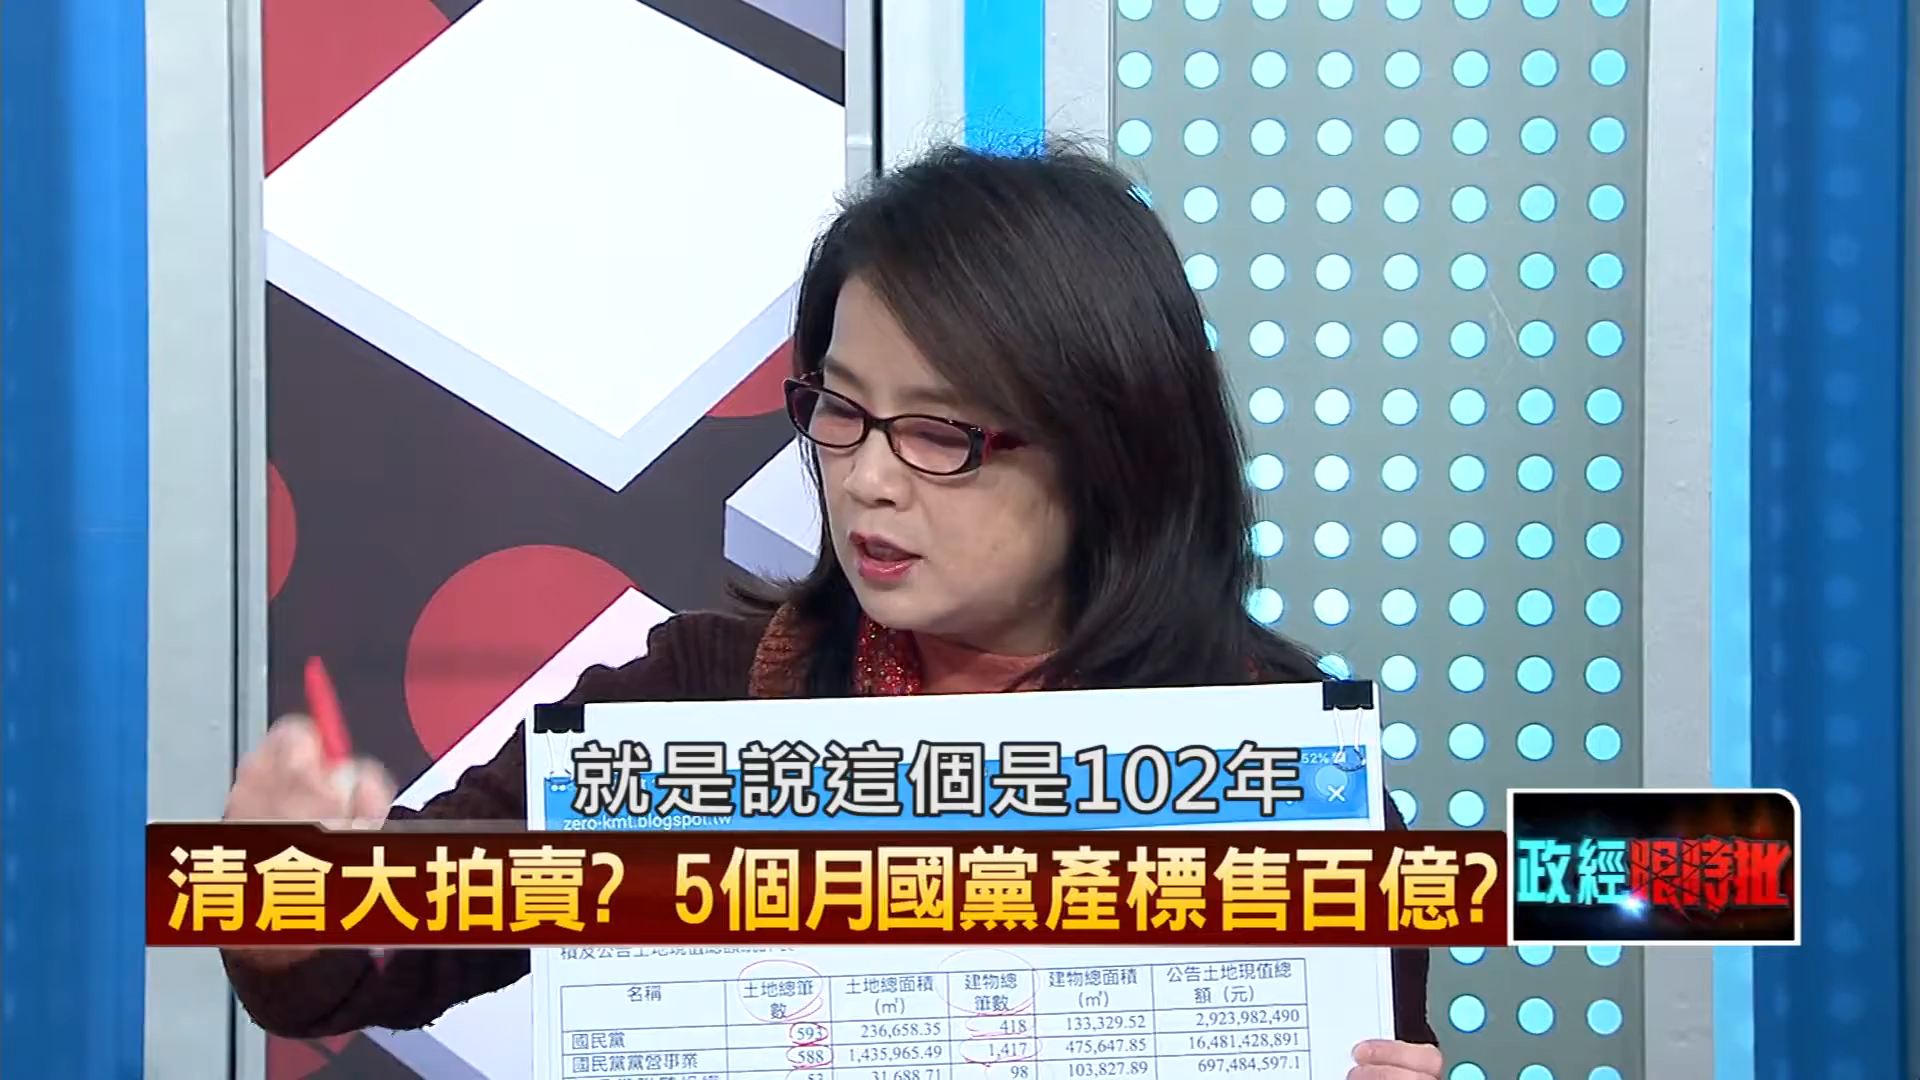 就是說這個是102年
52%
zero-kmt.blogspot.tw
清倉大拍賣? 5個月國黨產標售百億?
政經限時批
名稱 土地總筆數 土地總面積(㎡) 建物總筆數 建物總面積(㎡) 公告土地現值總額(元)
國民黨 593 236,658.35 418 133,329.52 2,923,982,490
國民黨黨營事業 588 1,435,965.49 1,417 475,647.85 16,481,428,891
53 31,688.71 98 103,827.89 697,484,597.1